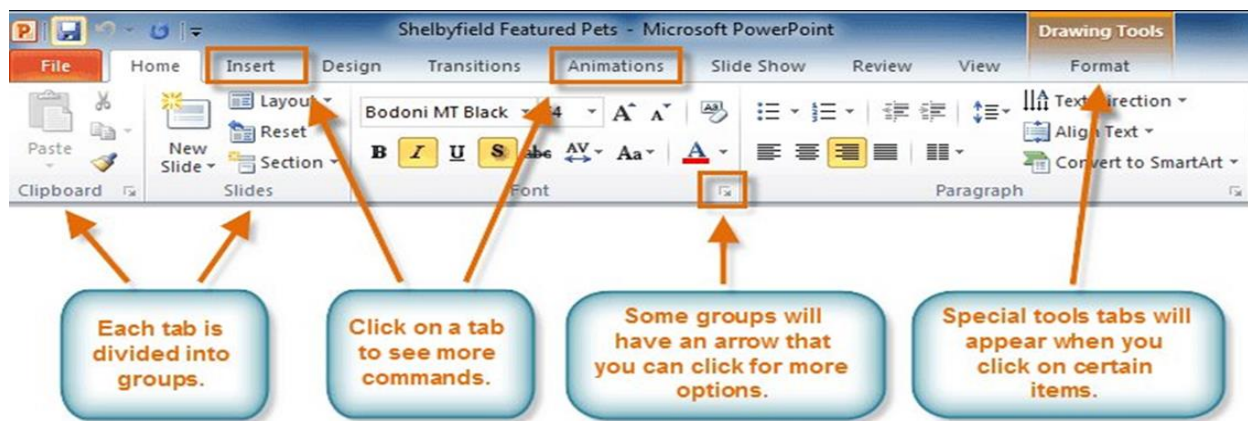 Shelbyfield Featured Pets - Microsoft PowerPoint
Drawing Tools
File Home Insert Design Transitions Animations Slide Show Review View Format
Paste
New Slide
Layout
Reset
Section
Bodoni MT Black
B I U S abc AV Aa A
Text Direction
Align Text
Convert to SmartArt
Clipboard Slides Font Paragraph
Each tab is
divided into
groups.
Click on a tab
to see more
commands.
Some groups will
have an arrow that
you can click for more
options.
Special tools tabs will
appear when you
click on certain
items.